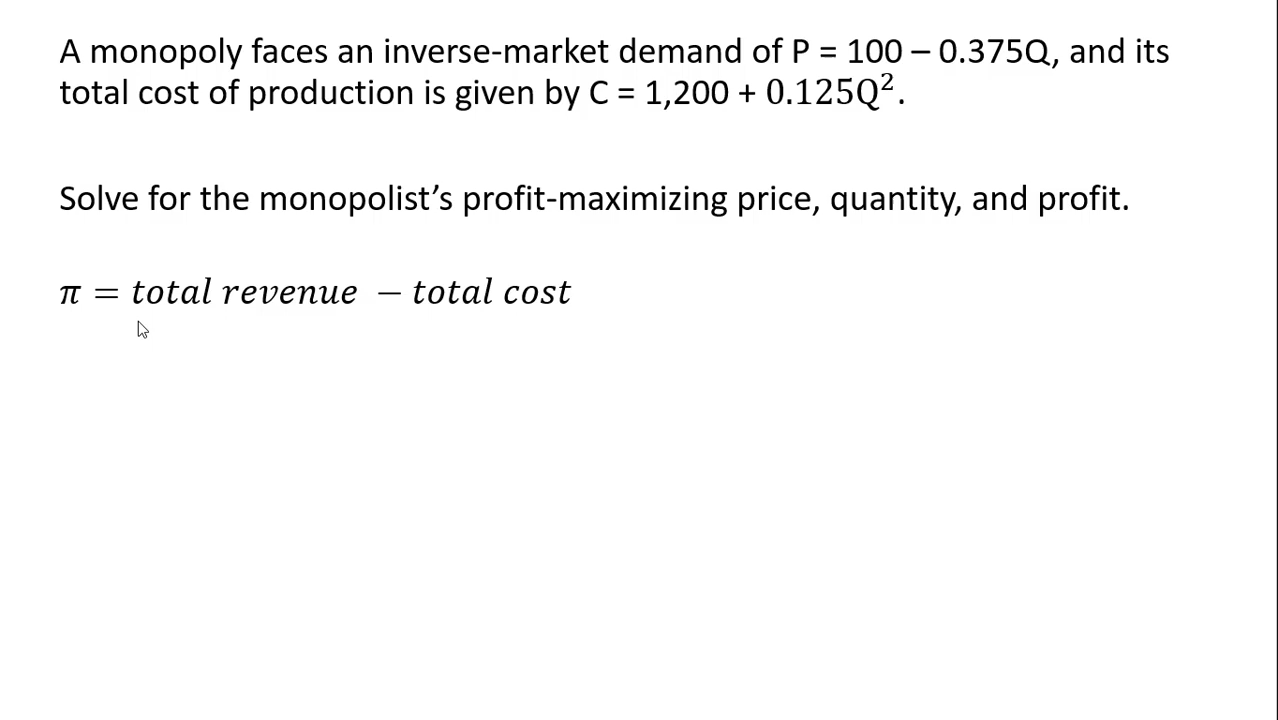 A monopoly faces an inverse-market demand of P = 100 – 0.375Q, and its
total cost of production is given by C = 1,200 + 0.125Q².
Solve for the monopolist’s profit-maximizing price, quantity, and profit.
π = total revenue − total cost